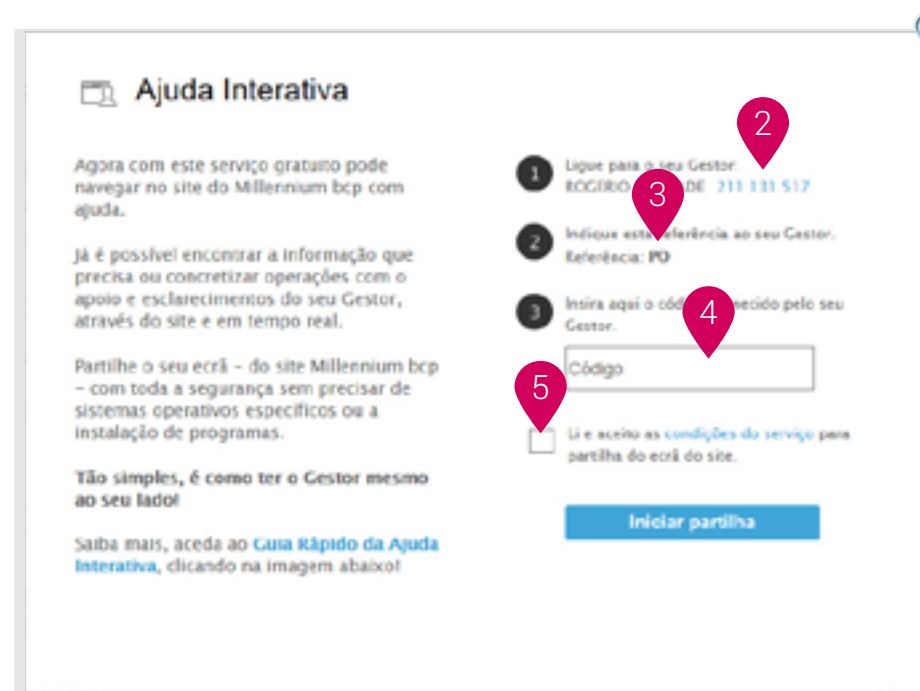 Ajuda Interativa
Agora com este serviço gratuito pode
navegar no site do Millennium bcp com
ajuda.
Já é possível encontrar a informação que
precisa ou concretizar operações com o
apoio e esclarecimentos do seu Gestor,
através do site e em tempo real.
Partilhe o seu ecrã – do site Millennium bcp
– com toda a segurança sem precisar de
sistemas operativos específicos ou a
instalação de programas.
Tão simples, é como ter o Gestor mesmo
ao seu lado!
Saiba mais, aceda ao Guia Rápido da Ajuda
Interativa, clicando na imagem abaixo!
2
1 Ligue para o seu Gestor:
ROGÉRIO DE 211 131 517
3
2 Indique esta referência ao seu Gestor.
Referência: PO
3 Insira aqui o pelo seu
Gestor.
4
Código
5
Li e aceito as condições do serviço para
partilha do ecrã do site.
Iniciar partilha